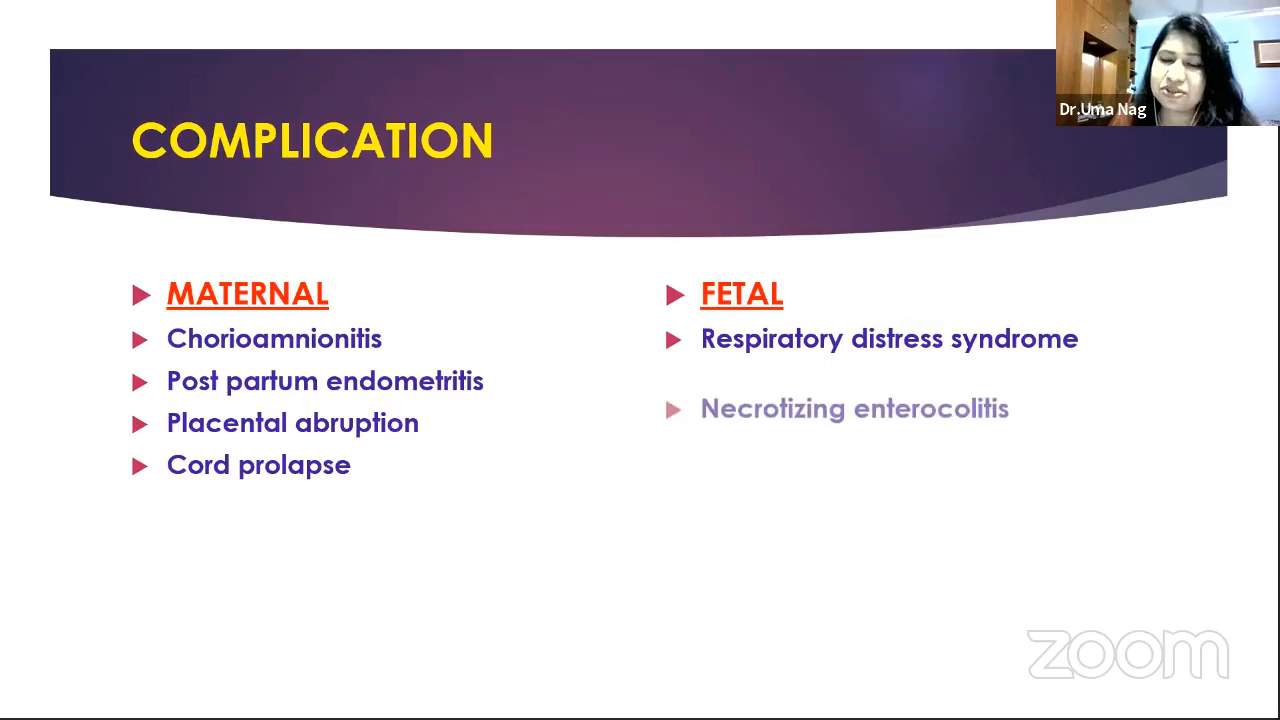 Dr.Uma Nag
COMPLICATION
MATERNAL
Chorioamnionitis
Post partum endometritis
Placental abruption
Cord prolapse
FETAL
Respiratory distress syndrome
Necrotizing enterocolitis
zoom